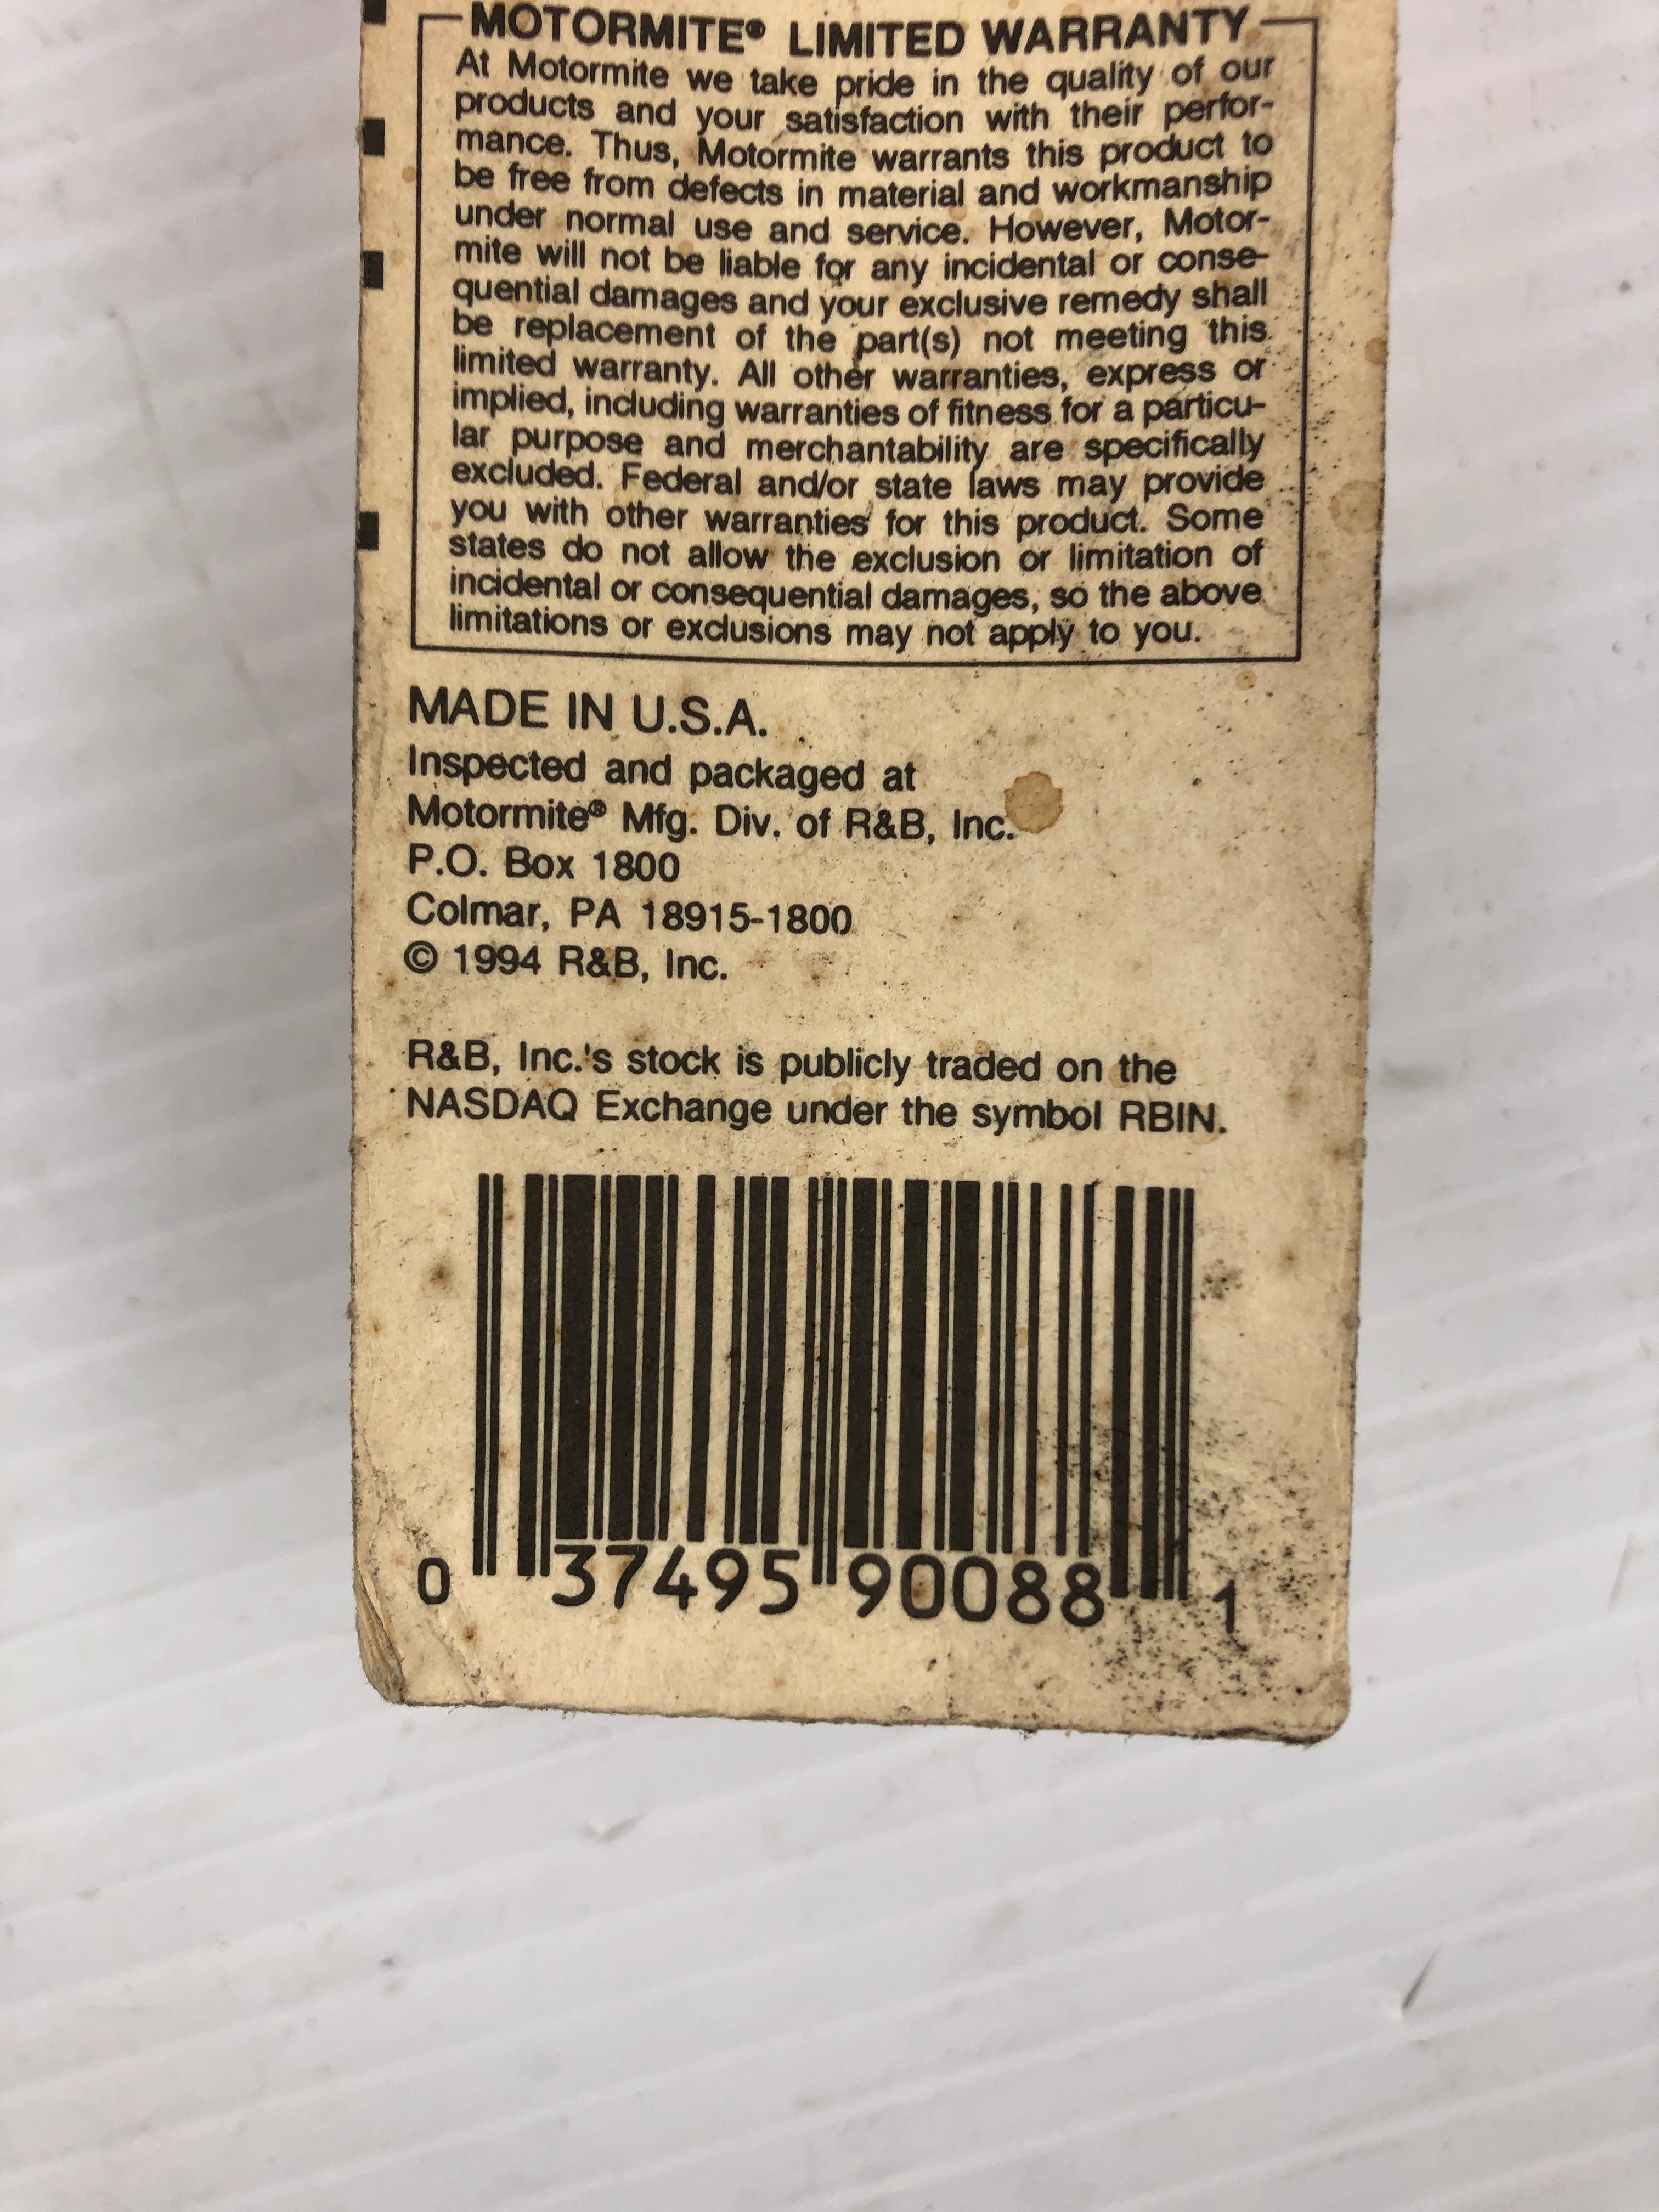 MOTORMITE® LIMITED WARRANTY
At Motormite we take pride in the quality of our
products and your satisfaction with their perfor-
mance. Thus, Motormite warrants this product to
be free from defects in material and workmanship
under normal use and service. However, Motor-
mite will not be liable for any incidental or conse-
quential damages and your exclusive remedy shall
be replacement of the part(s) not meeting this
limited warranty. All other warranties, express or
implied, including warranties of fitness for a particu-
lar purpose and merchantability are specifically
excluded. Federal and/or state laws may provide
you with other warranties for this product. Some
states do not allow the exclusion or limitation of
incidental or consequential damages, so the above
limitations or exclusions may not apply to you.
MADE IN U.S.A.
Inspected and packaged at
Motormite® Mfg. Div. of R&B, Inc.
P.O. Box 1800
Colmar, PA 18915-1800
© 1994 R&B, Inc.
R&B, Inc.'s stock is publicly traded on the
NASDAQ Exchange under the symbol RBIN.
0 37495 90088 1